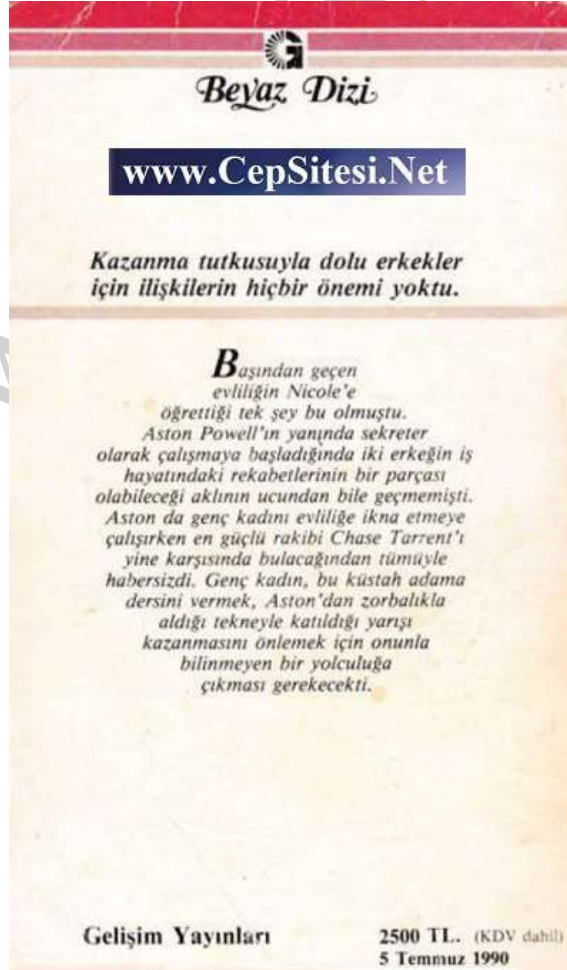 Beyaz Dizi
www.CepSitesi.Net
Kazanma tutkusuyla dolu erkekler
için ilişkilerin hiçbir önemi yoktu.
Başından geçen
evliliğin Nicole'e
öğrettiği tek şey bu olmuştu.
Aston Powell'ın yanında sekreter
olarak çalışmaya başladığında iki erkeğin iş
hayatındaki rekabetlerinin bir parçası
olabileceği aklının ucundan bile geçmemişti.
Aston da genç kadını evliliğe ikna etmeye
çalışırken en güçlü rakibi Chase Tarrent'ı
yine karşısında bulacağından tümüyle
habersizdi. Genç kadın, bu küstah adama
dersini vermek, Aston'dan zorbalıkla
aldığı tekneyle katıldığı yarışı
kazanmasını önlemek için onunla
bilinmeyen bir yolculuğa
çıkması gerekecekti.
Gelişim Yayınları
2500 TL. (KDV dahil)
5 Temmuz 1990